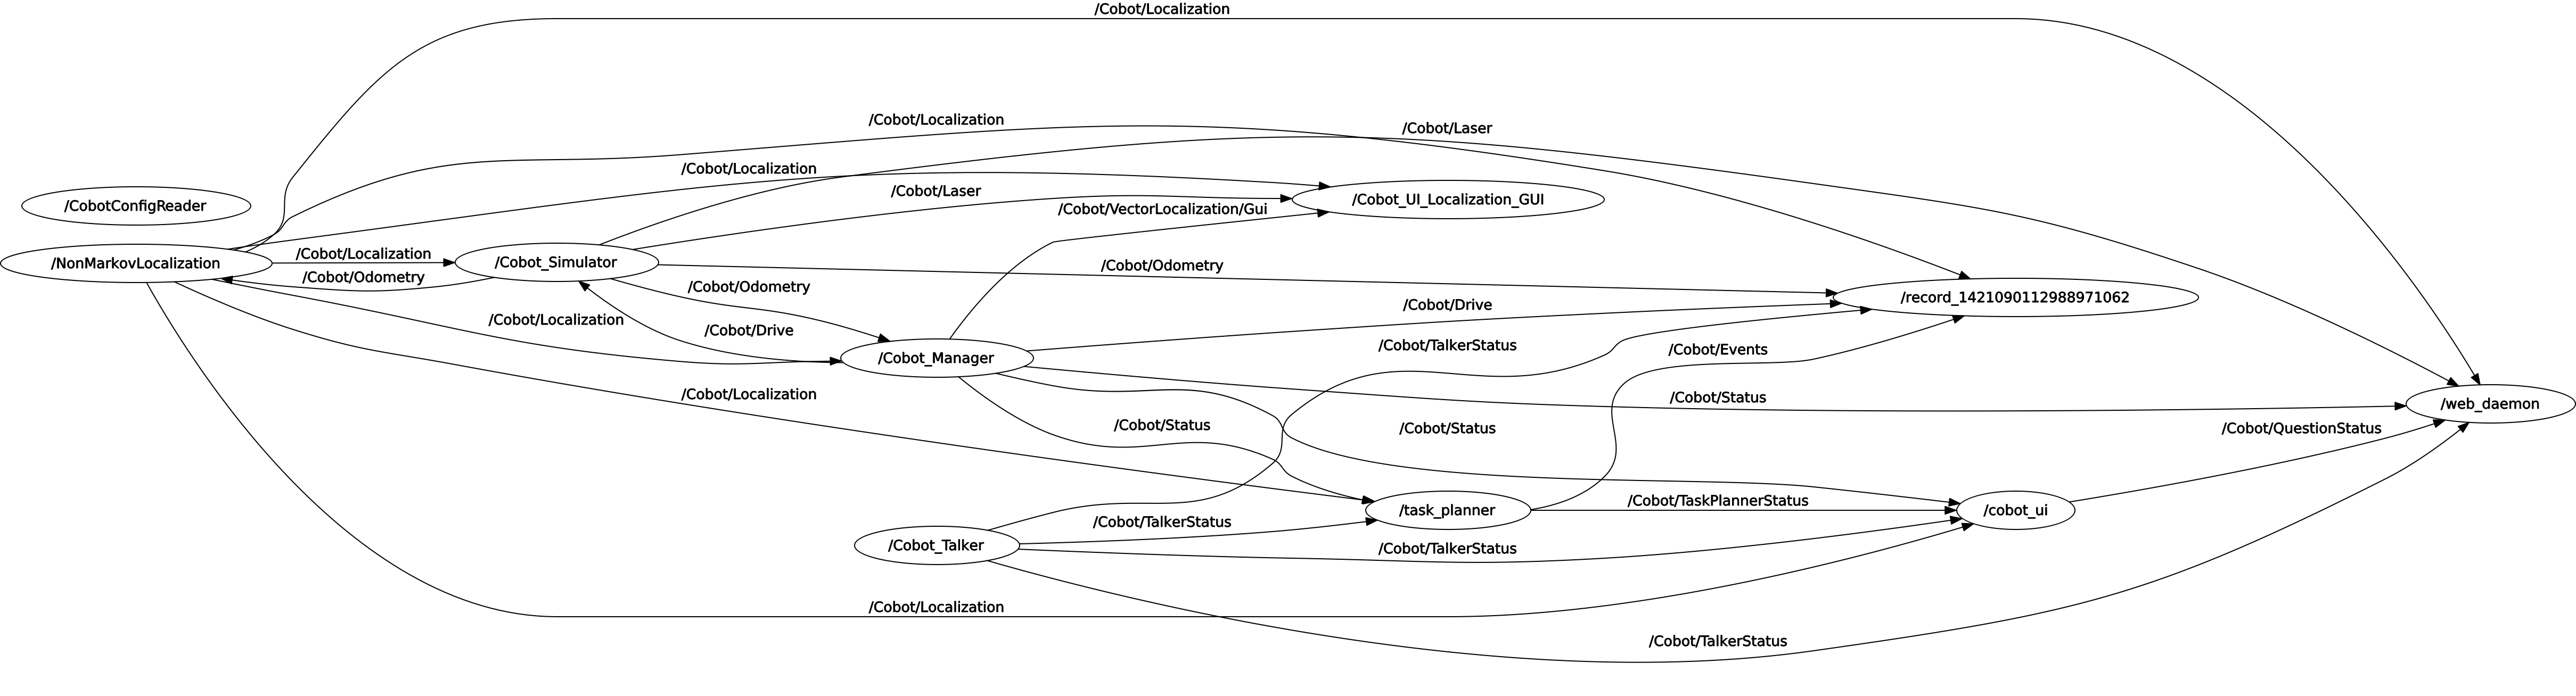 /Cobot/Localization
/Cobot/Localization
/Cobot/Laser
/Cobot/Localization
/Cobot/Laser
/CobotConfigReader
/Cobot_UI_Localization_GUI
/Cobot/VectorLocalization/Gui
/NonMarkovLocalization
/Cobot/Localization
/Cobot_Simulator
/Cobot/Odometry
/Cobot/Odometry
/Cobot/Odometry
/record_1421090112988971062
/Cobot/Drive
/Cobot/Localization
/Cobot/Drive
/Cobot/TalkerStatus
/Cobot/Events
/Cobot_Manager
/Cobot/Localization
/Cobot/Status
/web_daemon
/Cobot/Status
/Cobot/Status
/Cobot/QuestionStatus
/Cobot/TaskPlannerStatus
/task_planner
/cobot_ui
/Cobot/TalkerStatus
/Cobot_Talker
/Cobot/TalkerStatus
/Cobot/Localization
/Cobot/TalkerStatus